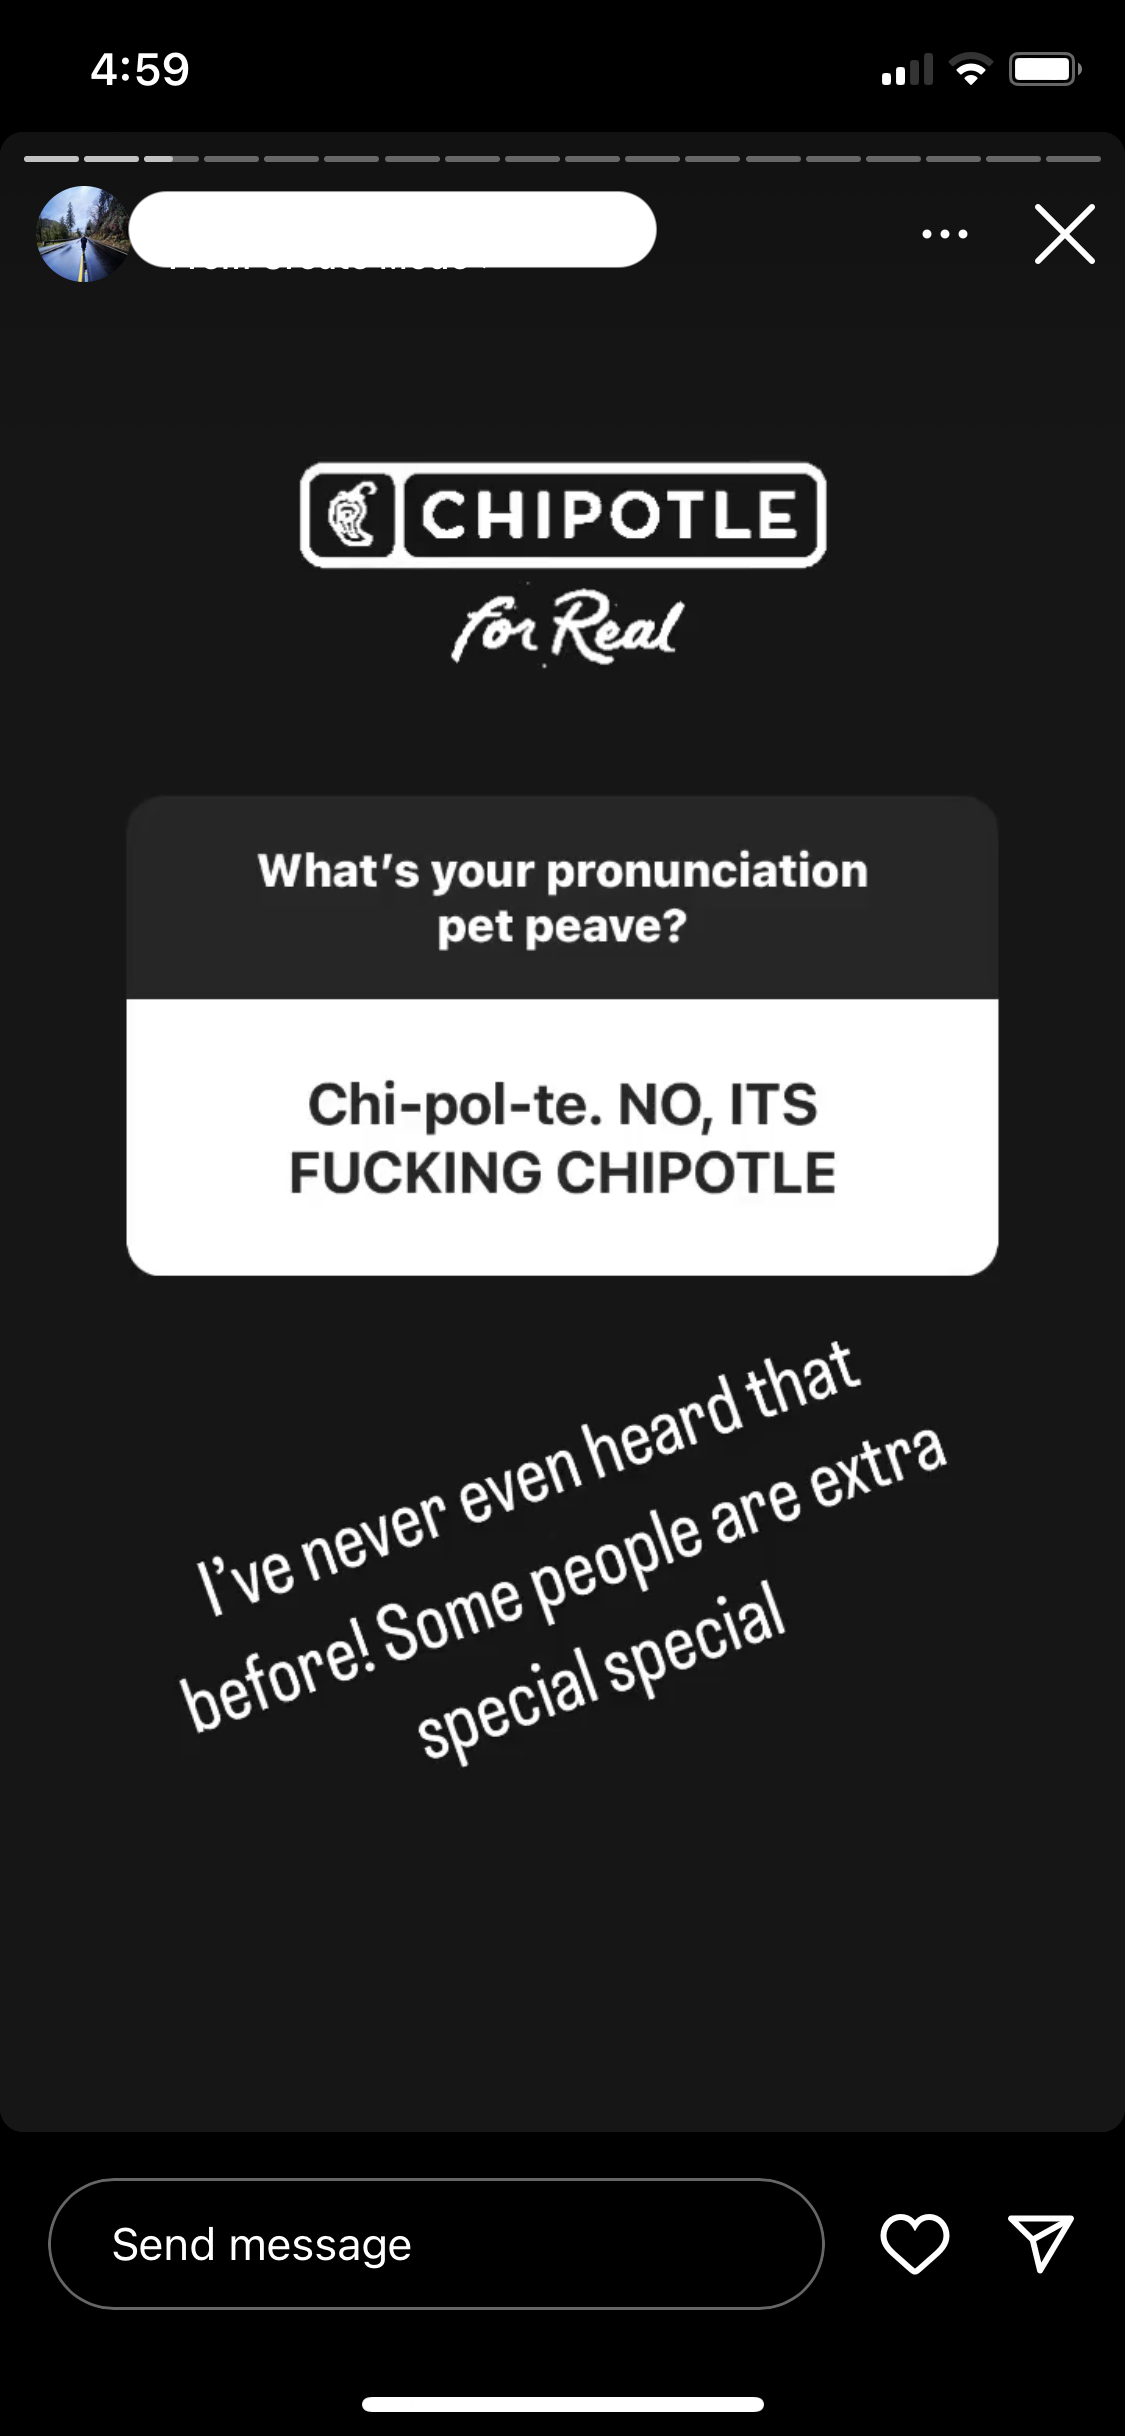 4:59
CHIPOTLE
for Real
What’s your pronunciation
pet peave?
Chi-pol-te. NO, ITS
FUCKING CHIPOTLE
I’ve never even heard that
before! Some people are extra
special special
Send message